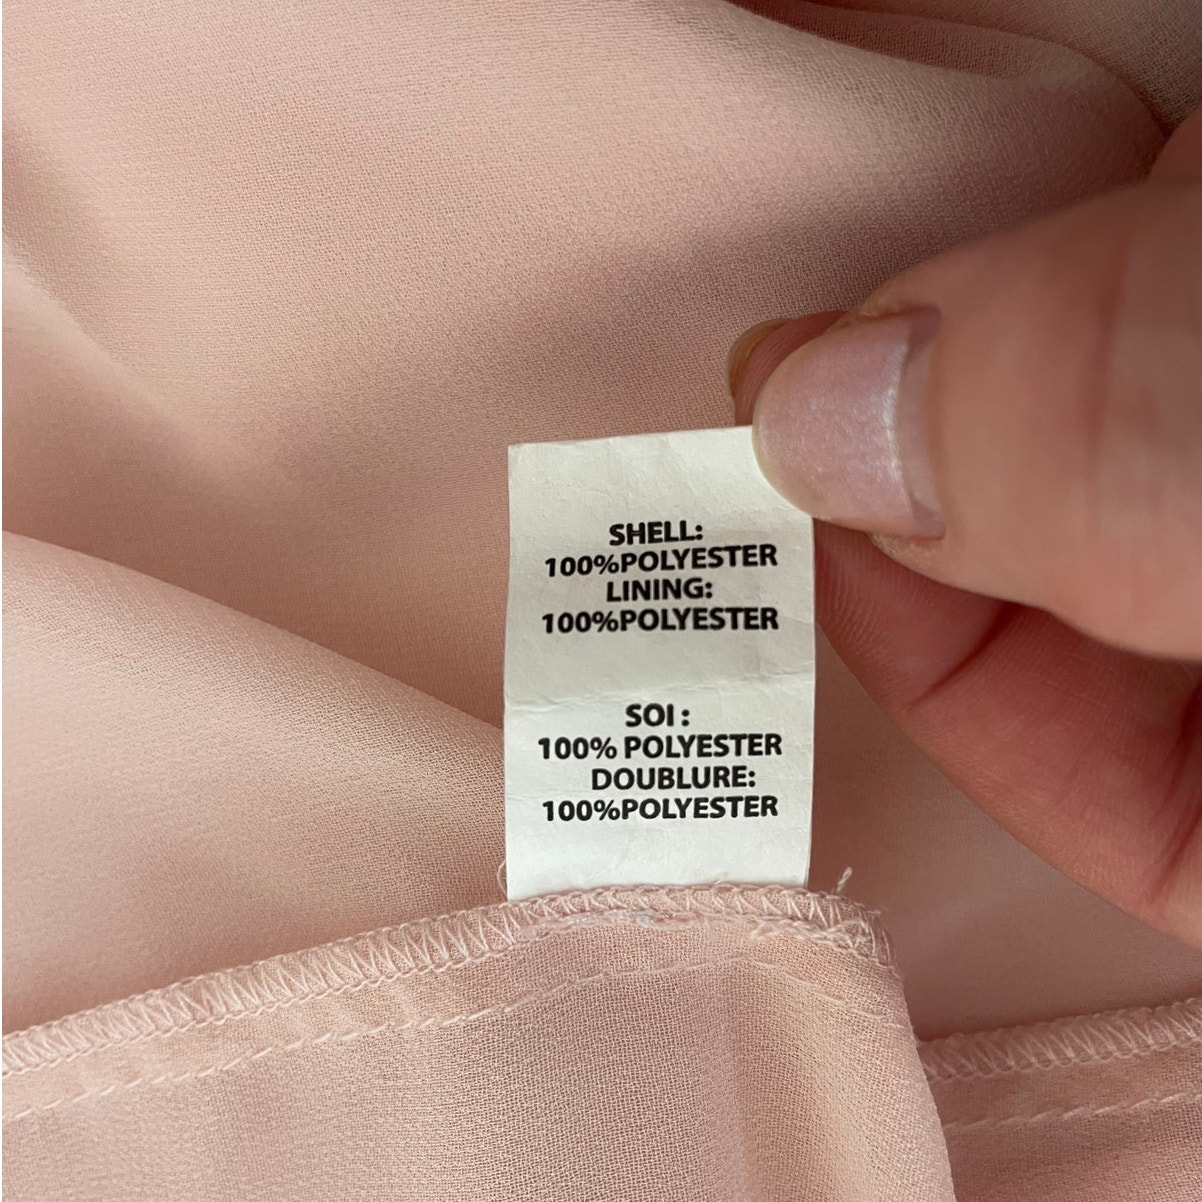 SHELL:
100%POLYESTER
LINING:
100%POLYESTER
SOI :
100% POLYESTER
DOUBLURE:
100%POLYESTER